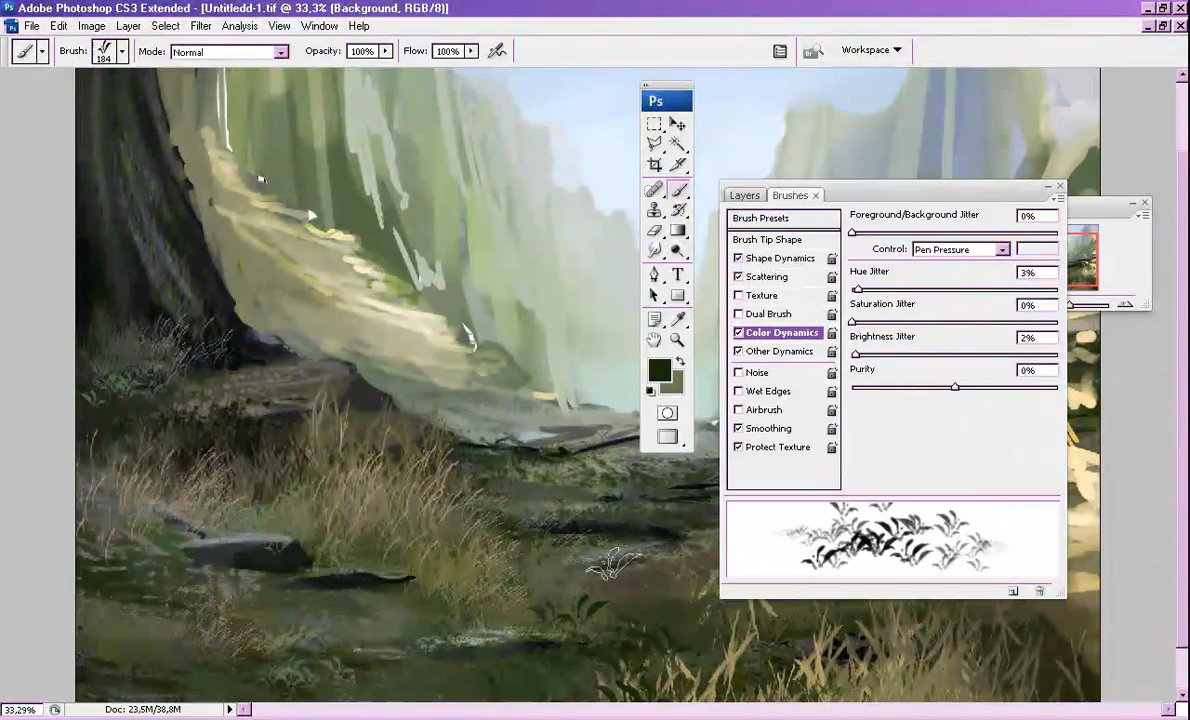 Adobe Photoshop CS3 Extended - [Untitledd-1.tif @ 33,3% (Background, RGB/8)]
File Edit Image Layer Select Filter Analysis View Window Help
Brush: 184 Mode: Normal Opacity: 100% Flow: 100% Workspace
Ps
Layers Brushes
Brush Presets
Brush Tip Shape
Shape Dynamics
Scattering
Texture
Dual Brush
Color Dynamics
Other Dynamics
Noise
Wet Edges
Airbrush
Smoothing
Protect Texture
Foreground/Background Jitter 0%
Control: Pen Pressure
Hue Jitter 3%
Saturation Jitter 0%
Brightness Jitter 2%
Purity 0%
33,29% Doc: 23,5M/38,8M